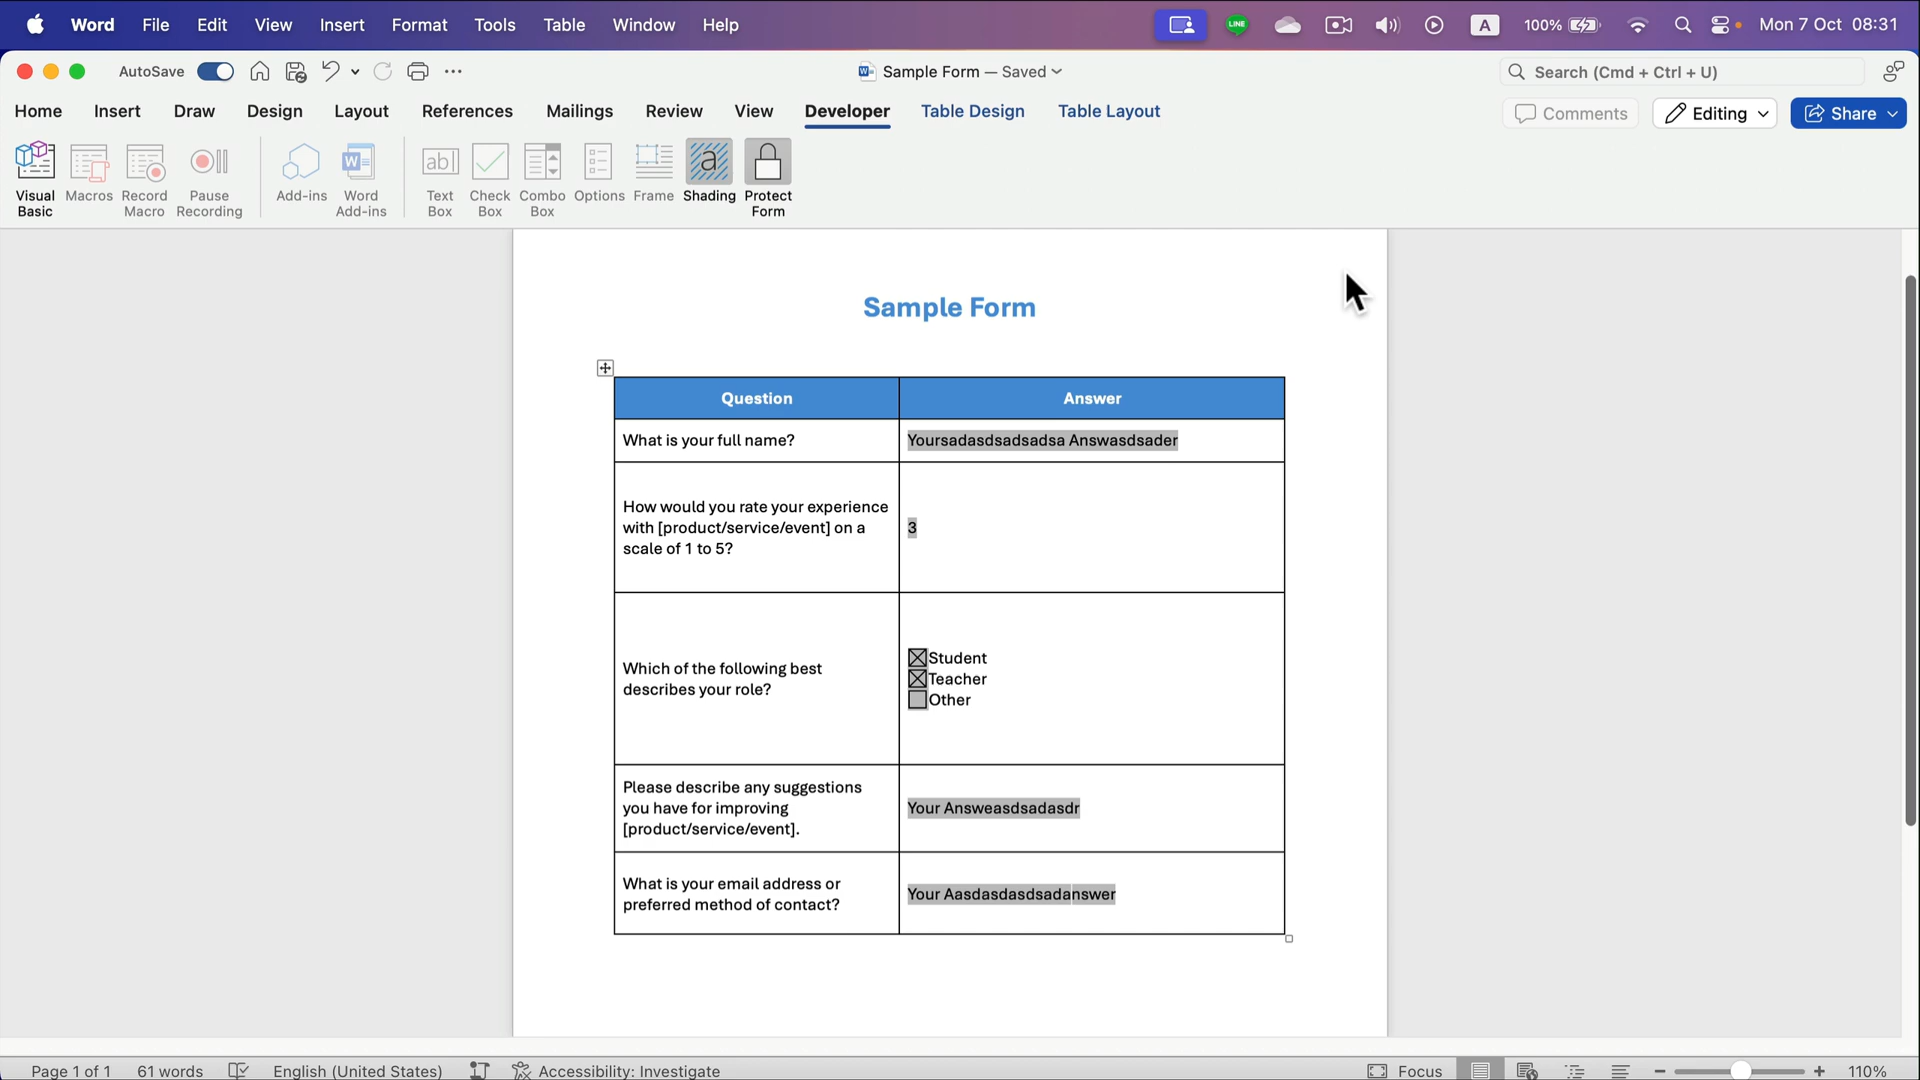 Word File Edit View Insert Format Tools Table Window Help LINE A 100% Mon 7 Oct 08:31
AutoSave Sample Form — Saved Search (Cmd + Ctrl + U)
Home Insert Draw Design Layout References Mailings Review View Developer Table Design Table Layout Comments Editing Share
Visual Basic
Macros
Record Macro
Pause Recording
Add-ins
Word Add-ins
ab
Text Box
Check Box
Combo Box
Options
Frame
a
Shading
Protect Form
Sample Form
Question Answer
What is your full name? Yoursadasdsadsadsa Answasdsader
How would you rate your experience
with [product/service/event] on a
scale of 1 to 5?
3
Which of the following best
describes your role?
Student
Teacher
Other
Please describe any suggestions
you have for improving
[product/service/event].
Your Answeasdsadasdr
What is your email address or
preferred method of contact?
Your Aasdasdasdsadanswer
Page 1 of 1 61 words English (United States) Accessibility: Investigate Focus 110%